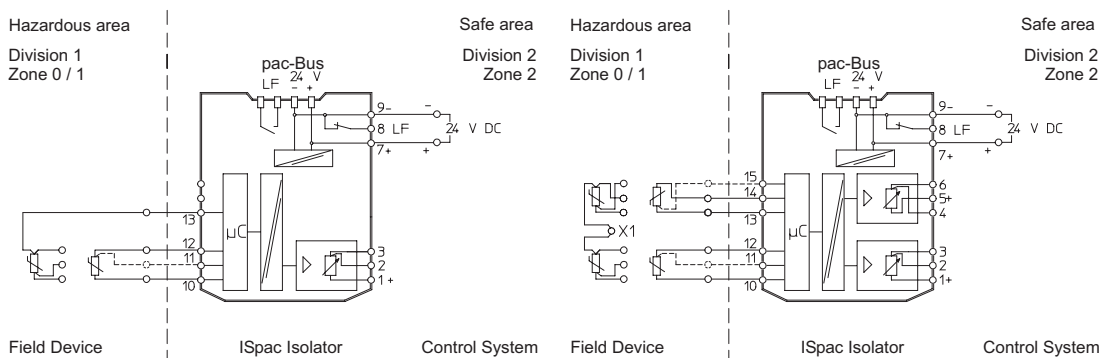 Hazardous area
Safe area
Division 1
Zone 0 / 1
Division 2
Zone 2
pac-Bus
LF 24 V
- +
9-
8 LF
7+
-
24 V DC
+
13
12
11
10
µC
3
2
1+
Field Device
ISpac Isolator
Control System
Hazardous area
Safe area
Division 1
Zone 0 / 1
Division 2
Zone 2
pac-Bus
LF 24 V
- +
9-
8 LF
7+
-
24 V DC
+
15
14
13
X1
12
11
10
µC
6
5+
4
3
2
1+
Field Device
ISpac Isolator
Control System